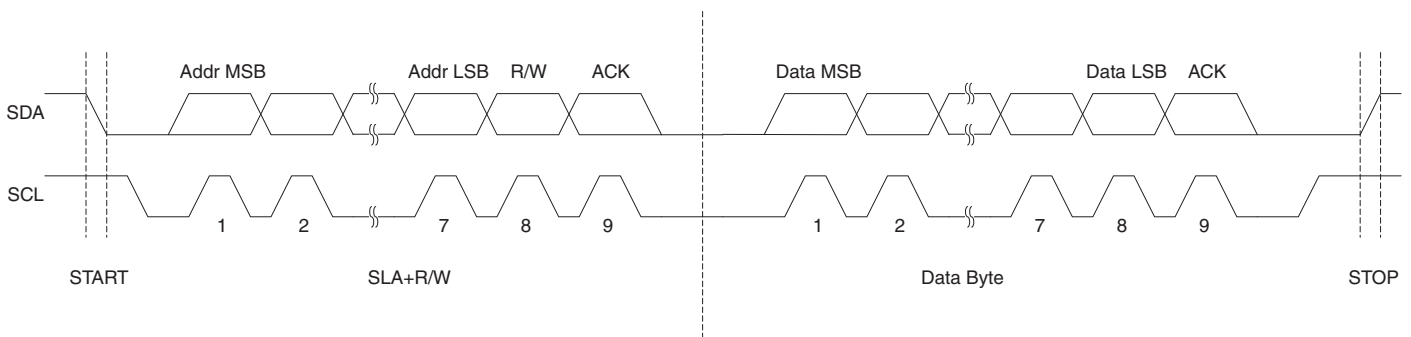 Addr MSB Addr LSB R/W ACK Data MSB Data LSB ACK
SDA
SCL
1 2 7 8 9 1 2 7 8 9
START SLA+R/W Data Byte STOP